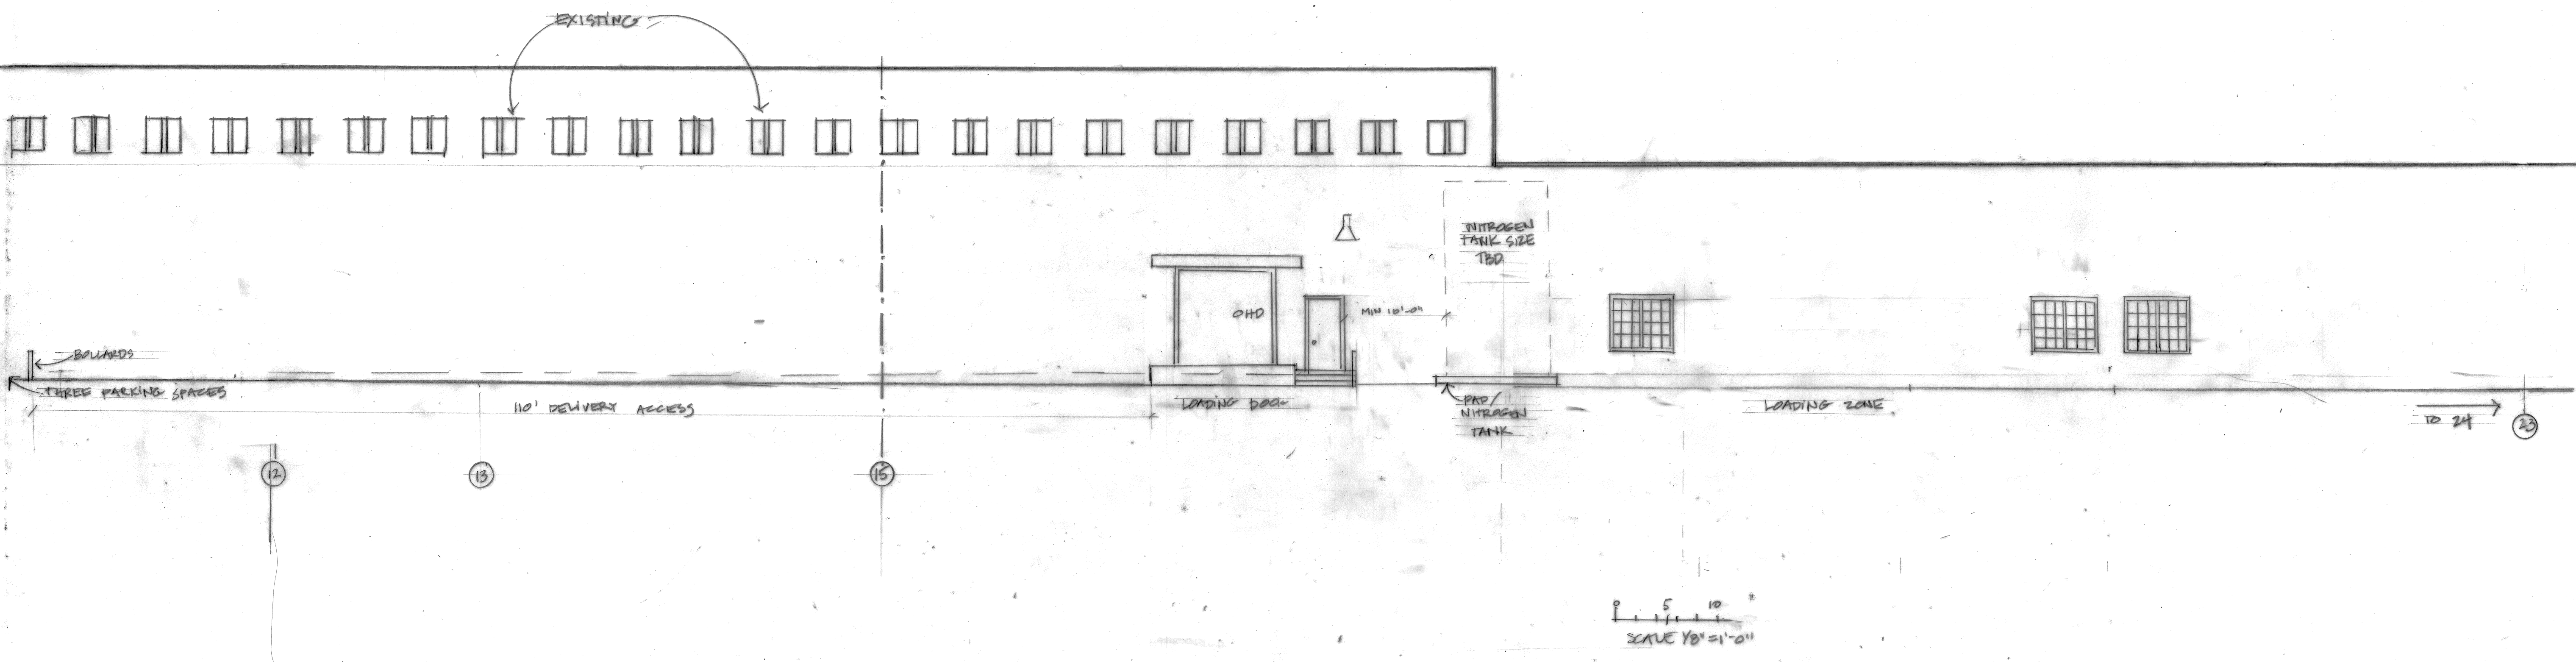 EXISTING
NITROGEN
TANK SIZE
TBD
OHD
MIN 10'-0"
BOLLARDS
THREE PARKING SPACES
110' DELIVERY ACCESS
LOADING DOCK
PAD/
NITROGEN
TANK
LOADING ZONE
TO 24
23
12
13
15
0 5 10
SCALE 1/8"=1'-0"